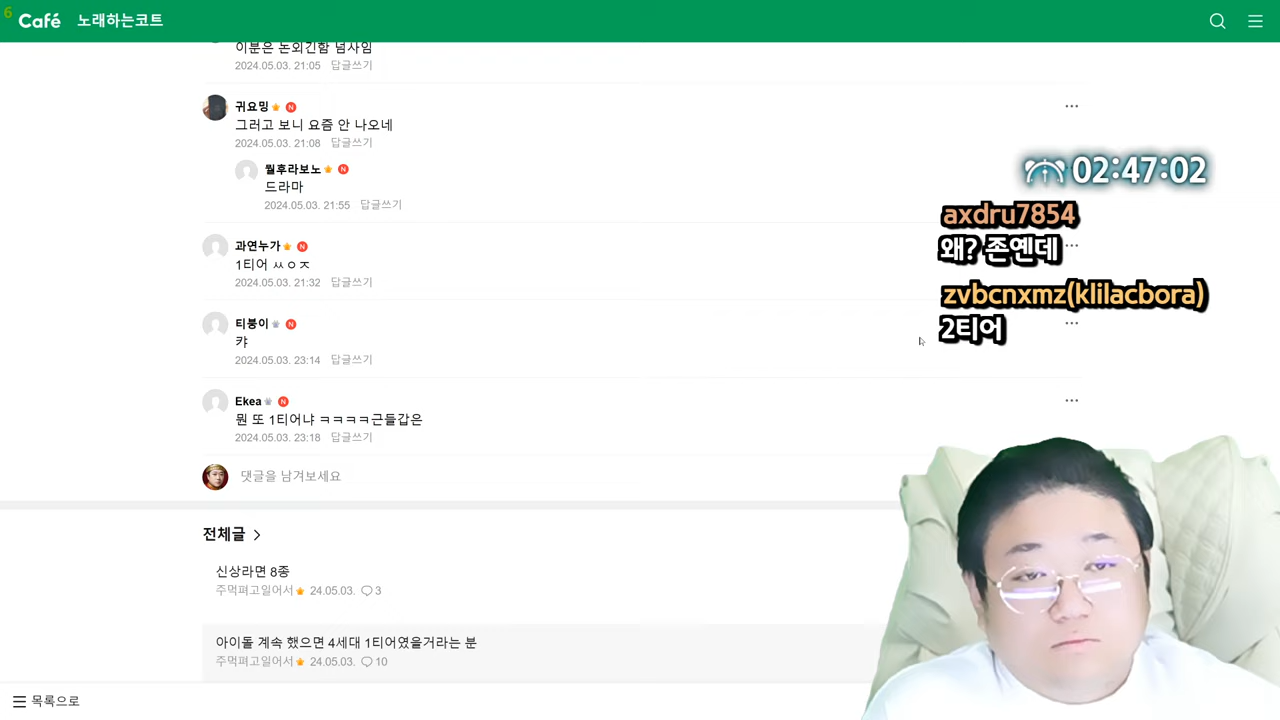 6
Café 노래하는코트
이분은 논외긴함 넘사임
2024.05.03. 21:05 답글쓰기
귀요밍 N
그러고 보니 요즘 안 나오네
2024.05.03. 21:08 답글쓰기
뭘후라보노 N
드라마
2024.05.03. 21:55 답글쓰기
과연누가 N
1티어 ㅆㅇㅈ
2024.05.03. 21:32 답글쓰기
티붕이 N
캬
2024.05.03. 23:14 답글쓰기
Ekea N
뭔 또 1티어냐 ㅋㅋㅋㅋ근들갑은
2024.05.03. 23:18 답글쓰기
댓글을 남겨보세요
02:47:02
axdru7854
왜? 존옌데
zvbcnxmz(klilacbora)
2티어
전체글
신상라면 8종
주먹펴고일어서 24.05.03. 3
아이돌 계속 했으면 4세대 1티어였을거라는 분
주먹펴고일어서 24.05.03. 10
목록으로